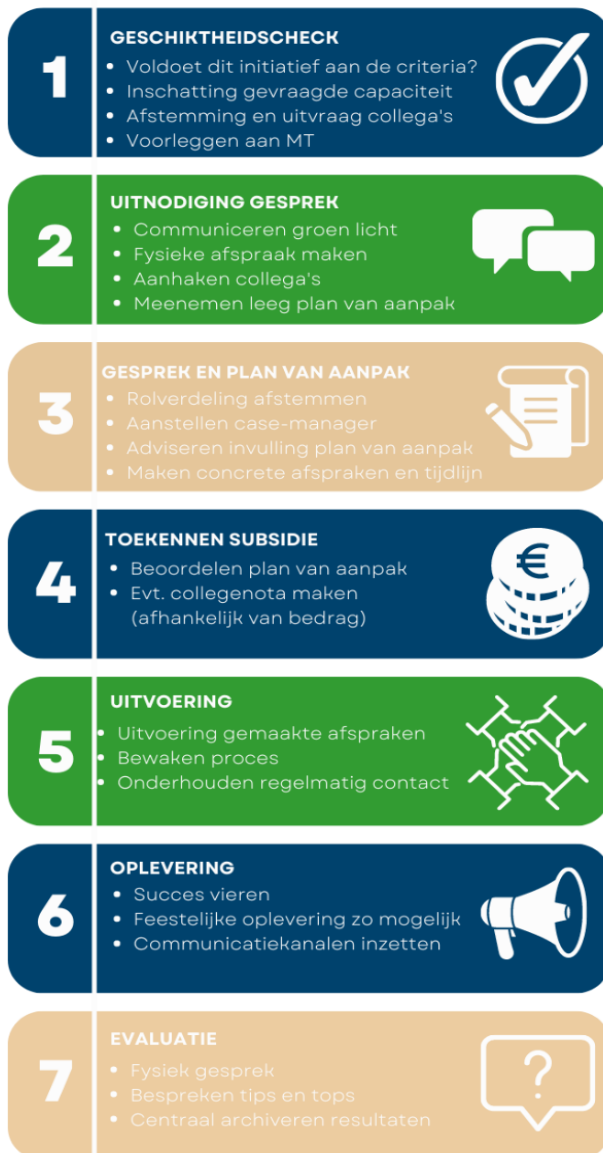 1
GESCHIKTHEIDSCHECK
• Voldoet dit initiatief aan de criteria?
• Inschatting gevraagde capaciteit
• Afstemming en uitvraag collega's
• Voorleggen aan MT
2
UITNODIGING GESPREK
• Communiceren groen licht
• Fysieke afspraak maken
• Aanhaken collega's
• Meenemen leeg plan van aanpak
3
GESPREK EN PLAN VAN AANPAK
• Rolverdeling afstemmen
• Aanstellen case-manager
• Adviseren invulling plan van aanpak
• Maken concrete afspraken en tijdlijn
4
TOEKENNEN SUBSIDIE
• Beoordelen plan van aanpak
• Evt. collegenota maken
(afhankelijk van bedrag)
€
5
UITVOERING
• Uitvoering gemaakte afspraken
• Bewaken proces
• Onderhouden regelmatig contact
6
OPLEVERING
• Succes vieren
• Feestelijke oplevering zo mogelijk
• Communicatiekanalen inzetten
7
EVALUATIE
• Fysiek gesprek
• Bespreken tips en tops
• Centraal archiveren resultaten
?